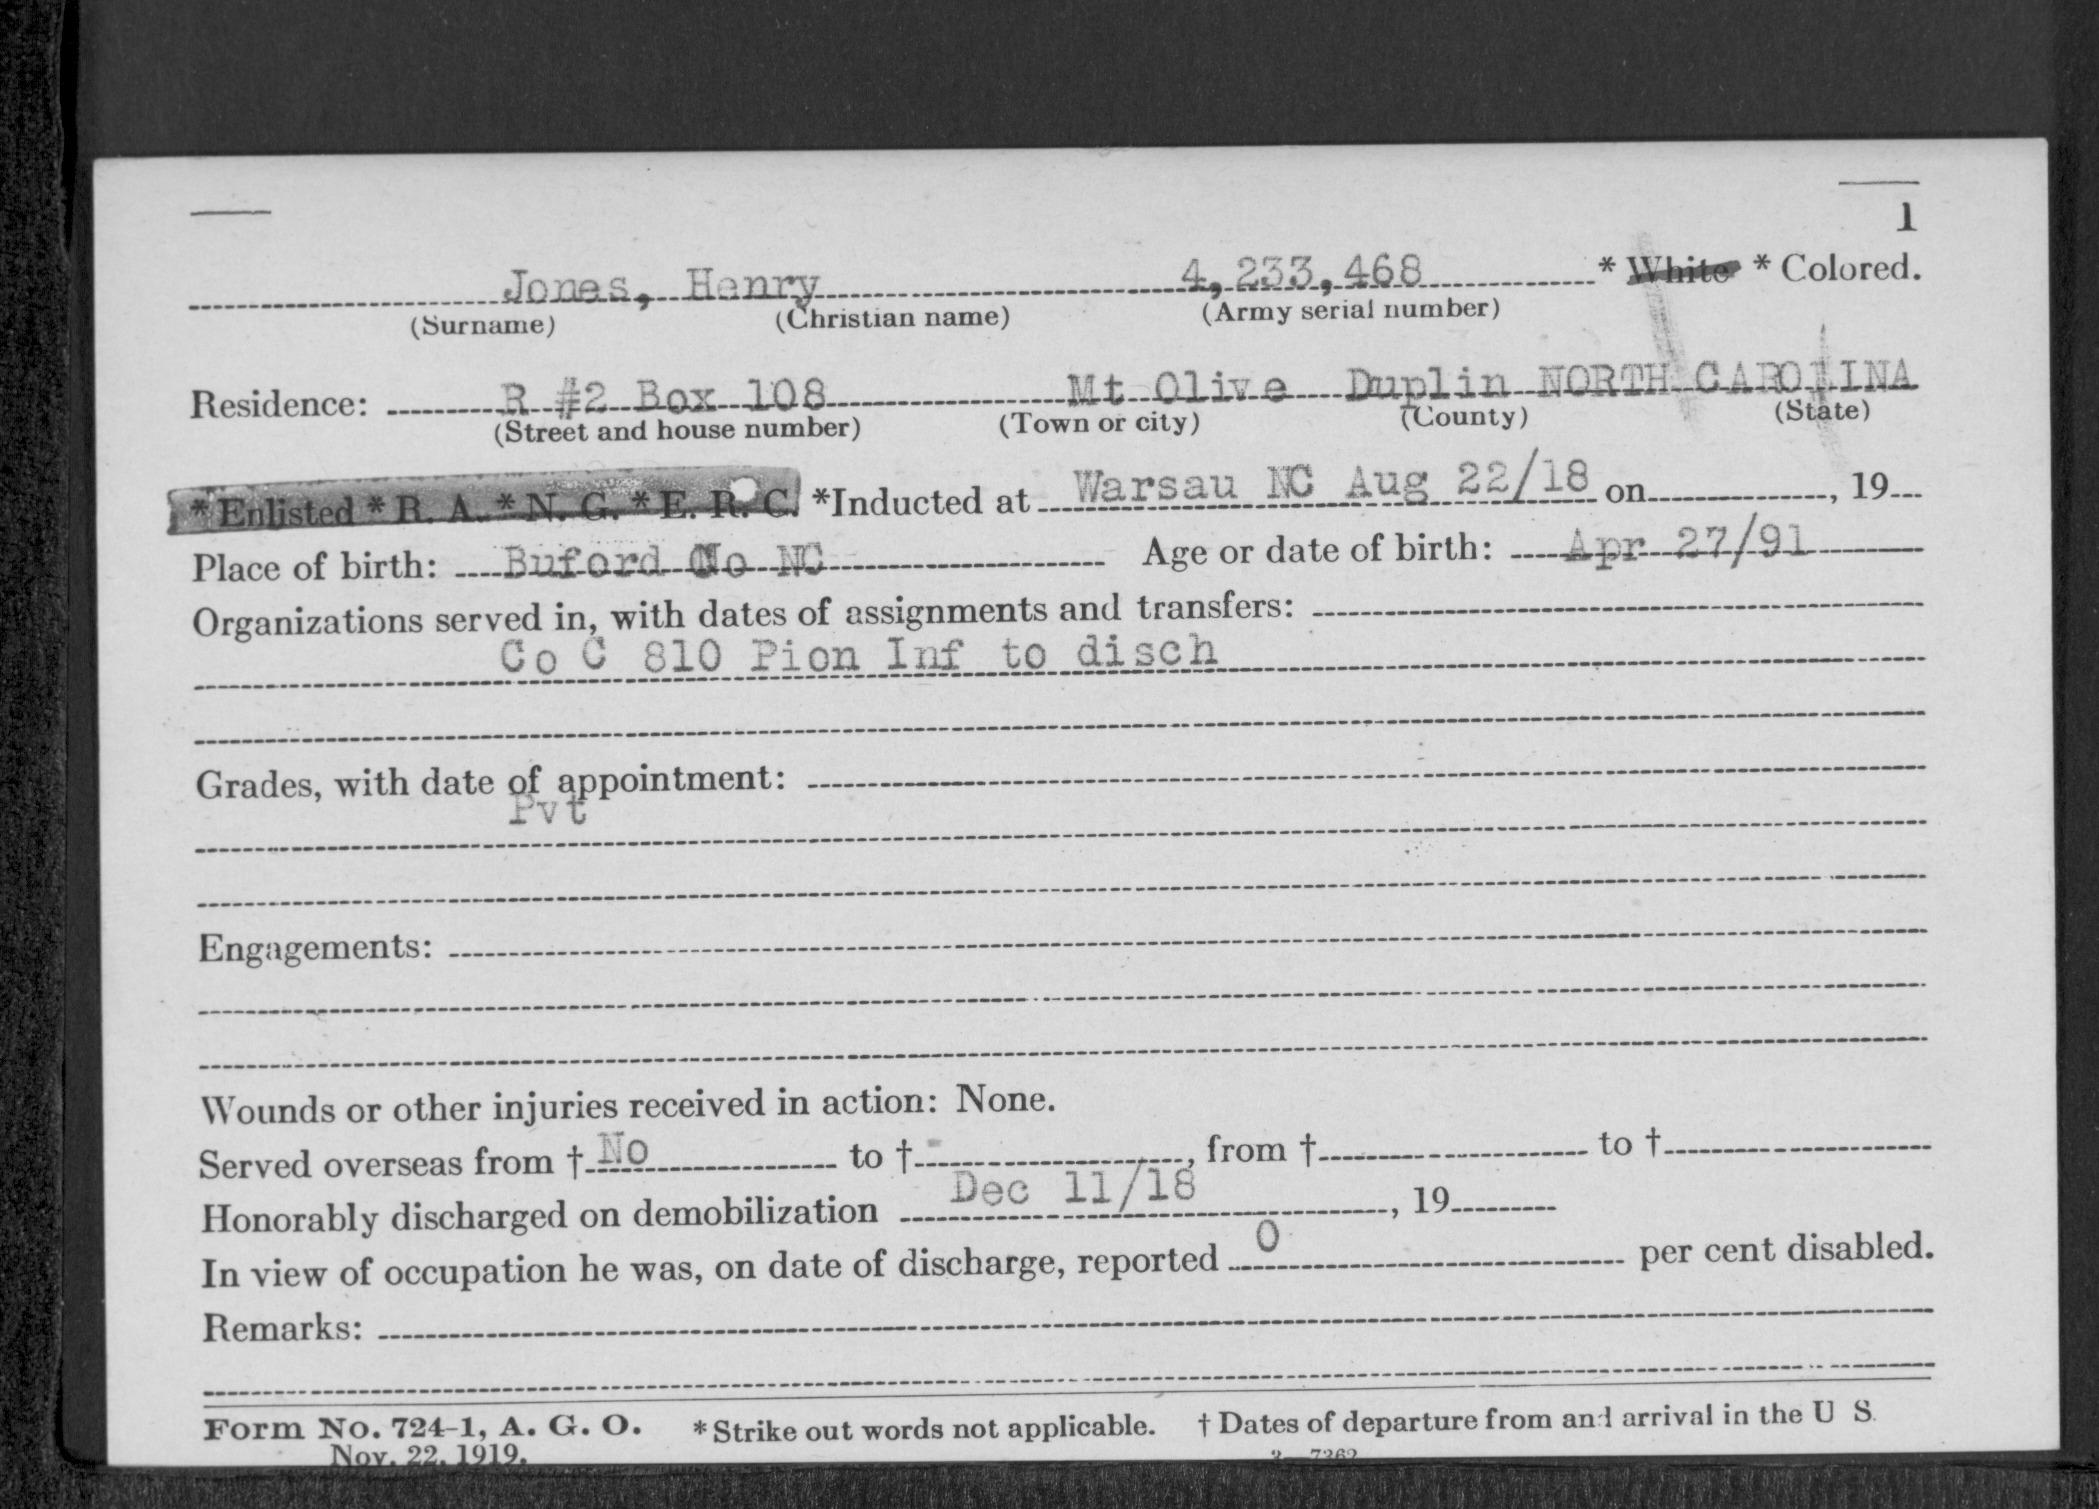 1
Jones, Henry 4,233,468 * White * Colored.
(Surname) (Christian name) (Army serial number)
Residence: R #2 Box 108 Mt Olive Duplin NORTH CAROLINA
(Street and house number) (Town or city) (County) (State)
* Enlisted * R. A. * N. G. * E. R. C. *Inducted at Warsau NC Aug 22/18 on , 19
Place of birth: Buford Co NC Age or date of birth: Apr 27/91
Organizations served in, with dates of assignments and transfers:
Co C 810 Pion Inf to disch
Grades, with date of appointment:
Pvt
Engagements:
Wounds or other injuries received in action: None.
Served overseas from † No to † - , from † to †
Honorably discharged on demobilization Dec 11/18 , 19
In view of occupation he was, on date of discharge, reported 0 per cent disabled.
Remarks:
Form No. 724-1, A. G. O. * Strike out words not applicable. † Dates of departure from and arrival in the U S.
Nov. 22, 1919. 3—7362